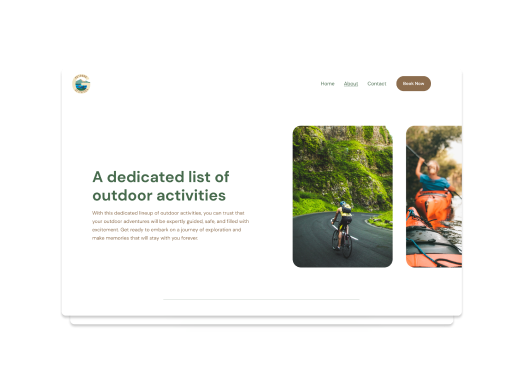 Home About Contact Book Now
A dedicated list of
outdoor activities
With this dedicated lineup of outdoor activities, you can trust that
your outdoor adventures will be expertly guided, safe, and filled with
excitement. Get ready to embark on a journey of exploration and
make memories that will stay with you forever.